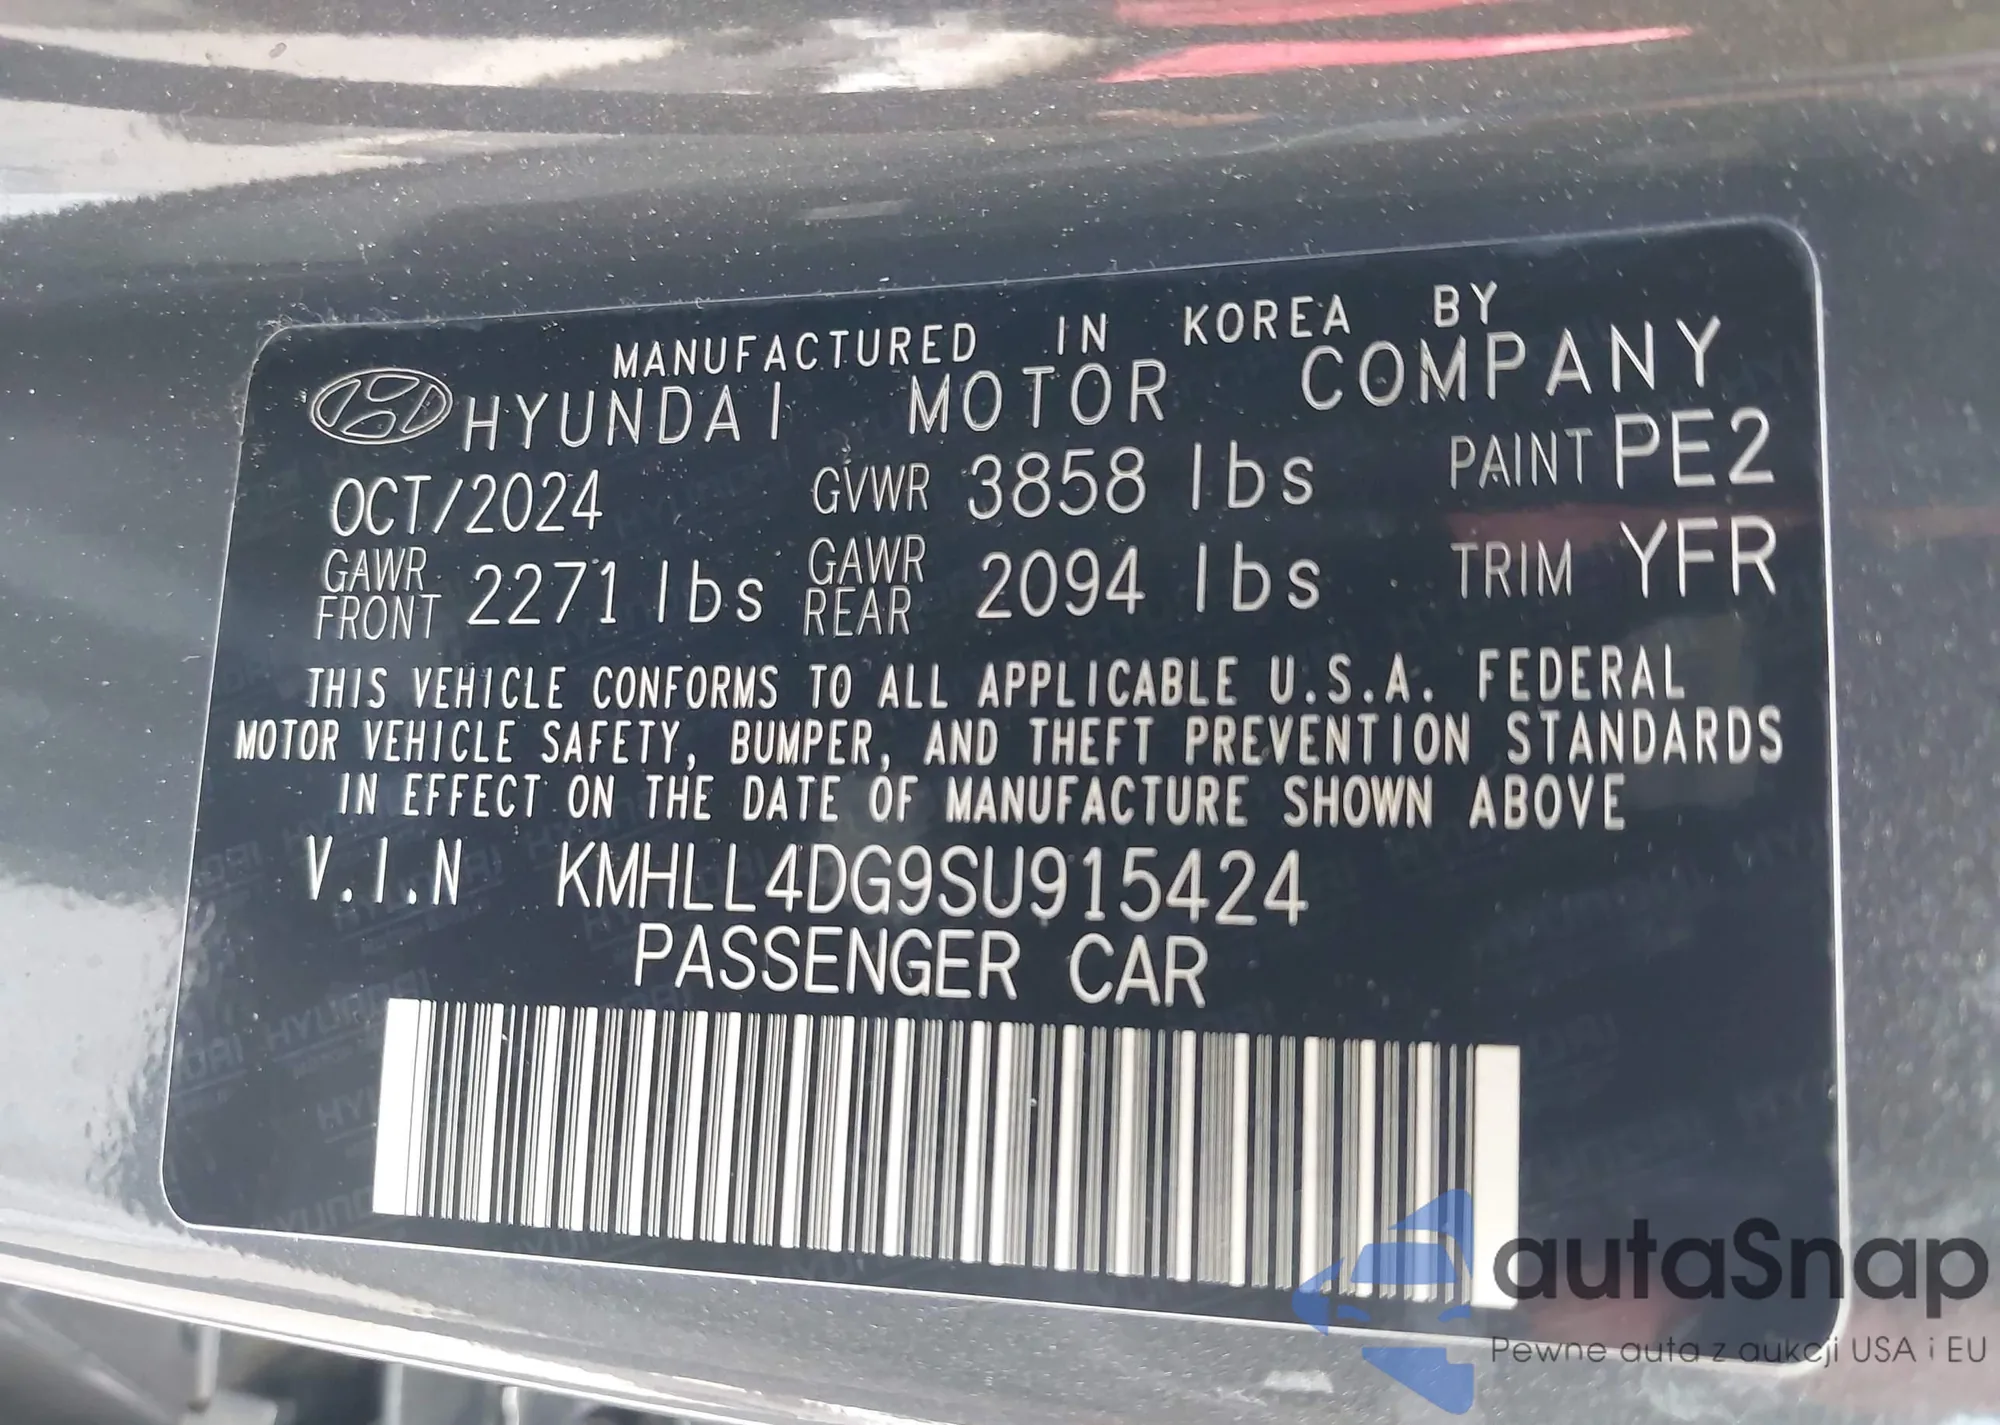 MANUFACTURED IN KOREA BY
HYUNDAI MOTOR COMPANY
OCT/2024 GVWR 3858 lbs PAINT PE2
GAWR FRONT 2271 lbs GAWR REAR 2094 lbs TRIM YFR
THIS VEHICLE CONFORMS TO ALL APPLICABLE U.S.A. FEDERAL
MOTOR VEHICLE SAFETY, BUMPER, AND THEFT PREVENTION STANDARDS
IN EFFECT ON THE DATE OF MANUFACTURE SHOWN ABOVE
V.I.N KMHLL4DG9SU915424
PASSENGER CAR
autaSnap
Pewne auta z aukcji USA i EU